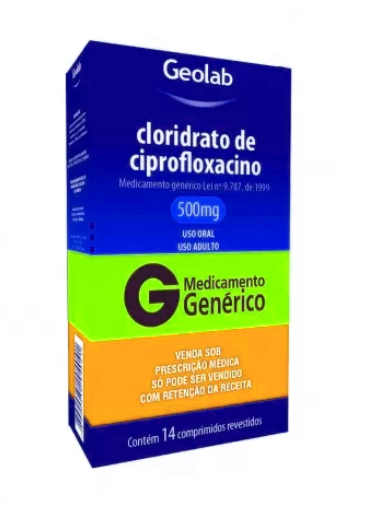 Geolab
cloridrato de
ciprofloxacino
Medicamento genérico Lei nº 9.787, de 1999
500mg
USO ORAL
USO ADULTO
G Medicamento
Genérico
VENDA SOB
PRESCRIÇÃO MÉDICA
SÓ PODE SER VENDIDO
COM RETENÇÃO DA RECEITA
Contém 14 comprimidos revestidos